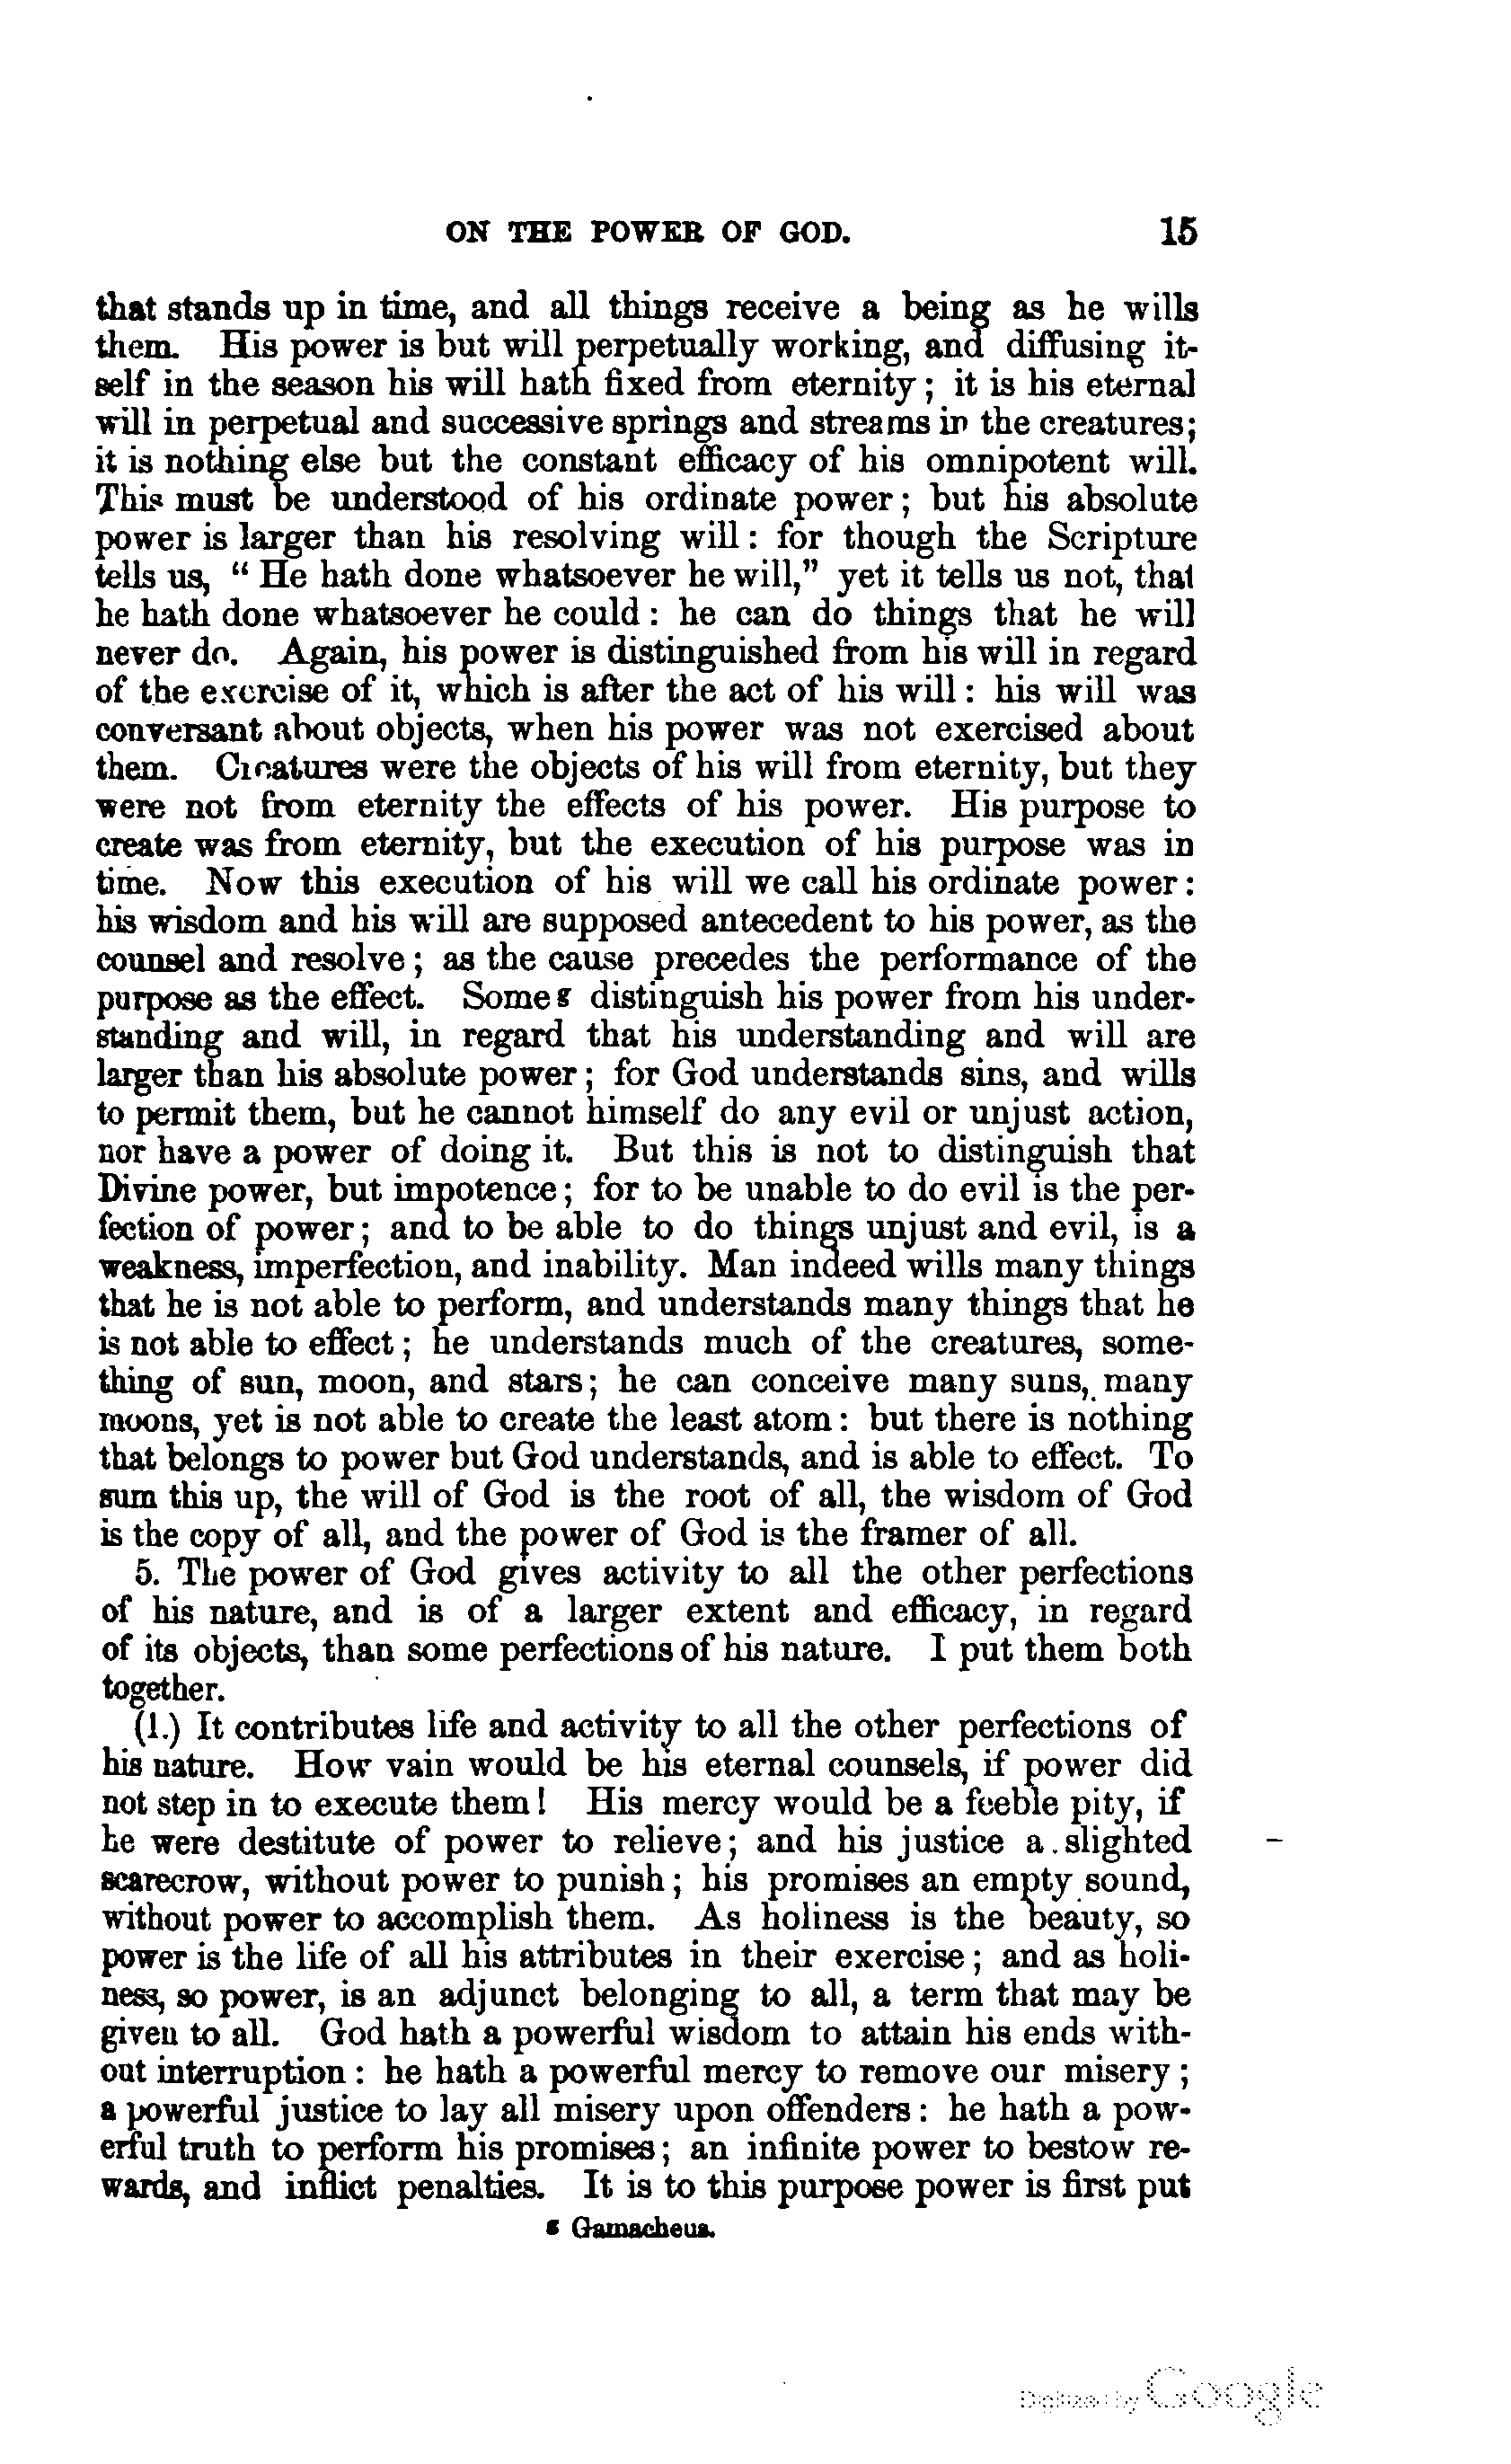 ON THE POWER OF GOD. 15
that stands up in time, and all things receive a being as he wills
them. His power is but will perpetually working, and diffusing it-
self in the season his will hath fixed from eternity; it is his eternal
will in perpetual and successive springs and streams in the creatures;
it is nothing else but the constant efficacy of his omnipotent will.
This must be understood of his ordinate power; but his absolute
power is larger than his resolving will: for though the Scripture
tells us, "He hath done whatsoever he will," yet it tells us not, that
he hath done whatsoever he could: he can do things that he will
never do. Again, his power is distinguished from his will in regard
of the exercise of it, which is after the act of his will: his will was
conversant about objects, when his power was not exercised about
them. Creatures were the objects of his will from eternity, but they
were not from eternity the effects of his power. His purpose to
create was from eternity, but the execution of his purpose was in
time. Now this execution of his will we call his ordinate power:
his wisdom and his will are supposed antecedent to his power, as the
counsel and resolve; as the cause precedes the performance of the
purpose as the effect. Some g distinguish his power from his under-
standing and will, in regard that his understanding and will are
larger than his absolute power; for God understands sins, and wills
to permit them, but he cannot himself do any evil or unjust action,
nor have a power of doing it. But this is not to distinguish that
Divine power, but impotence; for to be unable to do evil is the per-
fection of power; and to be able to do things unjust and evil, is a
weakness, imperfection, and inability. Man indeed wills many things
that he is not able to perform, and understands many things that he
is not able to effect; he understands much of the creatures, some-
thing of sun, moon, and stars; he can conceive many suns, many
moons, yet is not able to create the least atom: but there is nothing
that belongs to power but God understands, and is able to effect. To
sum this up, the will of God is the root of all, the wisdom of God
is the copy of all, and the power of God is the framer of all.
5. The power of God gives activity to all the other perfections
of his nature, and is of a larger extent and efficacy, in regard
of its objects, than some perfections of his nature. I put them both
together.
(1.) It contributes life and activity to all the other perfections of
his nature. How vain would be his eternal counsels, if power did
not step in to execute them! His mercy would be a feeble pity, if
he were destitute of power to relieve; and his justice a slighted
scarecrow, without power to punish; his promises an empty sound,
without power to accomplish them. As holiness is the beauty, so
power is the life of all his attributes in their exercise; and as holi-
ness, so power, is an adjunct belonging to all, a term that may be
given to all. God hath a powerful wisdom to attain his ends with-
out interruption: he hath a powerful mercy to remove our misery;
a powerful justice to lay all misery upon offenders: he hath a pow-
erful truth to perform his promises; an infinite power to bestow re-
wards, and inflict penalties. It is to this purpose power is first put
g Gamacheus.
Digitized by Google